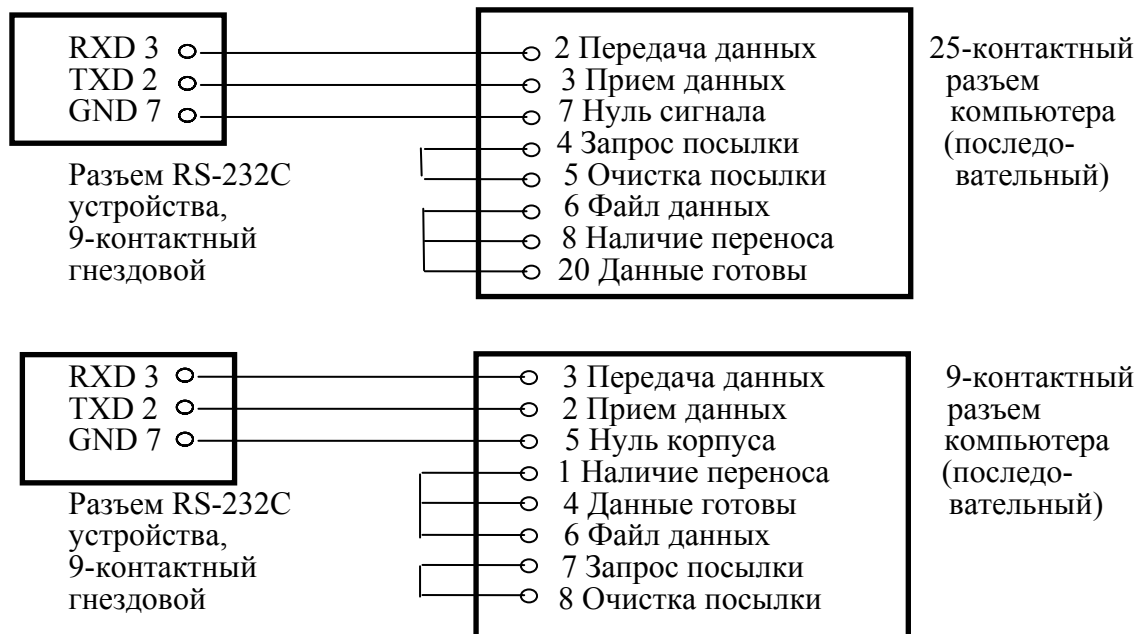 RXD 3
TXD 2
GND 7
Разъем RS-232C
устройства,
9-контактный
гнездовой
2 Передача данных
3 Прием данных
7 Нуль сигнала
4 Запрос посылки
5 Очистка посылки
6 Файл данных
8 Наличие переноса
20 Данные готовы
25-контактный
разъем
компьютера
(последо-
вательный)
RXD 3
TXD 2
GND 7
Разъем RS-232C
устройства,
9-контактный
гнездовой
3 Передача данных
2 Прием данных
5 Нуль корпуса
1 Наличие переноса
4 Данные готовы
6 Файл данных
7 Запрос посылки
8 Очистка посылки
9-контактный
разъем
компьютера
(последо-
вательный)